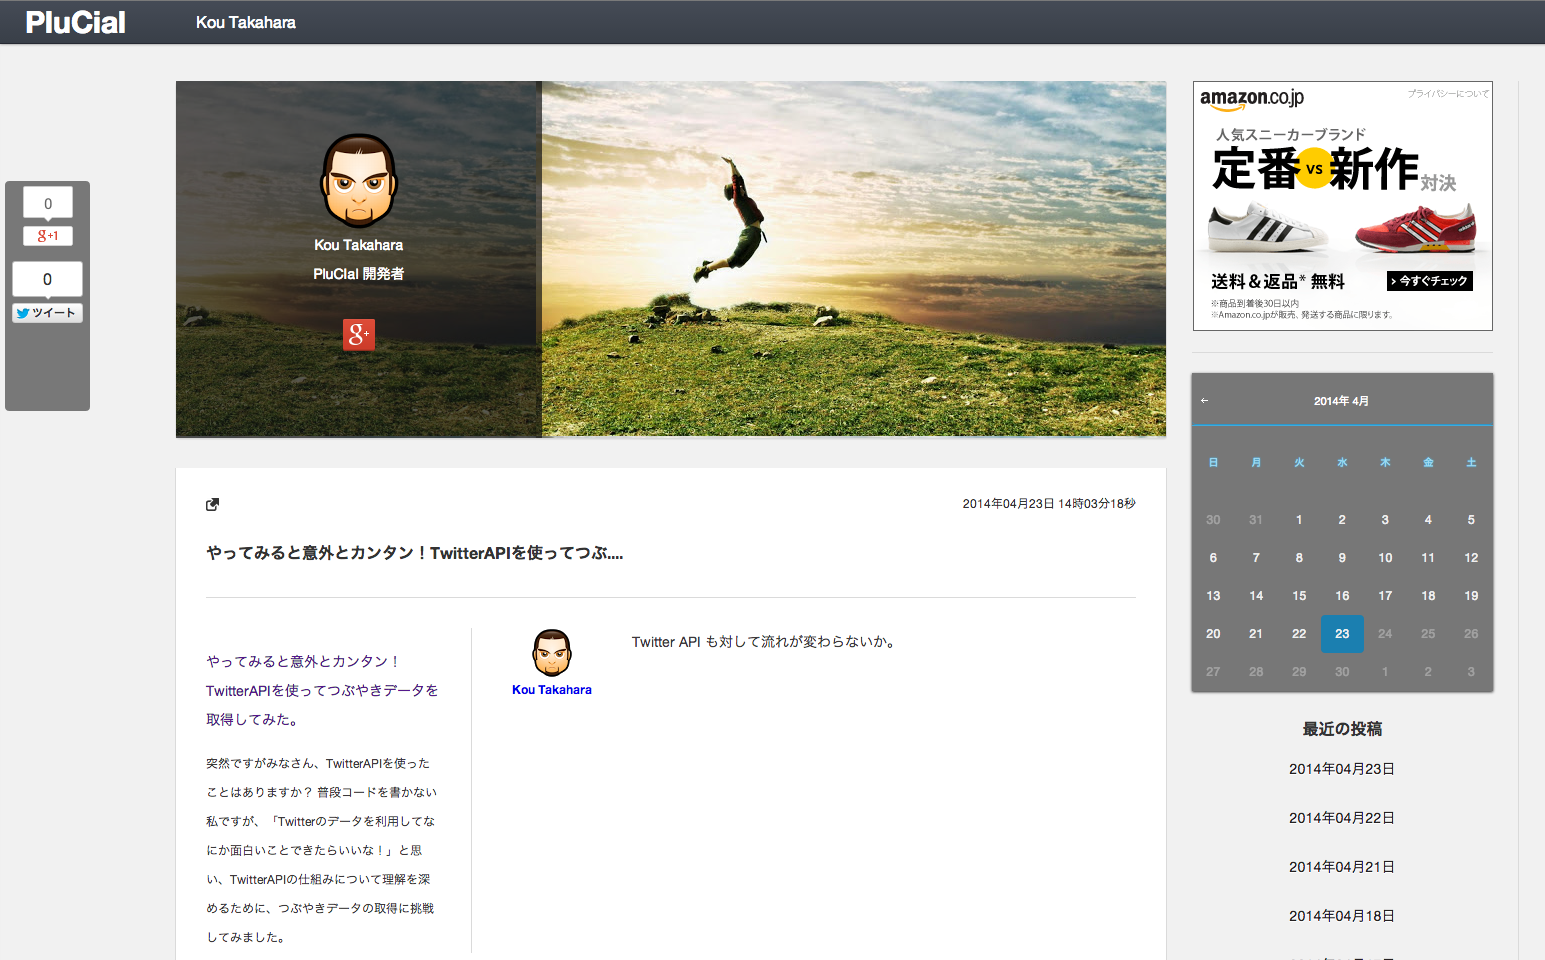 PluCial
Kou Takahara
0
g+1
0
ツイート
Kou Takahara
PluCial 開発者
g+
amazon.co.jp
プライバシーについて
人気スニーカーブランド
定番 VS 新作 対決
送料&返品* 無料
今すぐチェック
※商品到着後30日以内
※Amazon.co.jpが販売、発送する商品に限ります。
2014年04月23日 14時03分18秒
やってみると意外とカンタン!TwitterAPIを使ってつぶ....
やってみると意外とカンタン!
TwitterAPIを使ってつぶやきデータを
取得してみた。
突然ですがみなさん、TwitterAPIを使った
ことはありますか? 普段コードを書かない
私ですが、「Twitterのデータを利用してな
にか面白いことできたらいいな!」と思
い、TwitterAPIの仕組みについて理解を深
めるために、つぶやきデータの取得に挑戦
してみました。
Kou Takahara
Twitter API も対して流れが変わらないか。
← 2014年 4月
日 月 火 水 木 金 土
30 31 1 2 3 4 5
6 7 8 9 10 11 12
13 14 15 16 17 18 19
20 21 22 23 24 25 26
27 28 29 30 1 2 3
最近の投稿
2014年04月23日
2014年04月22日
2014年04月21日
2014年04月18日